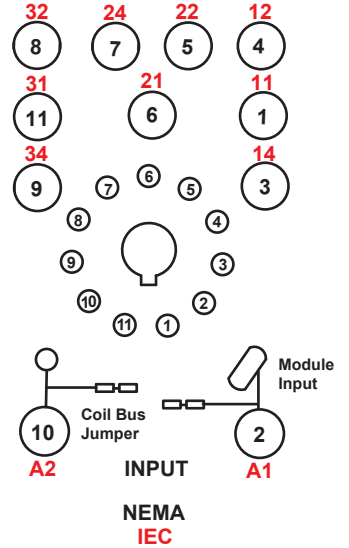 32 24 22 12
8 7 5 4
31 21 11
11 6 1
34 14
9 3
6
7 5
8 4
9 3
10 2
11 1
Module
Input
Coil Bus
Jumper
10 2
A2 INPUT A1
NEMA
IEC